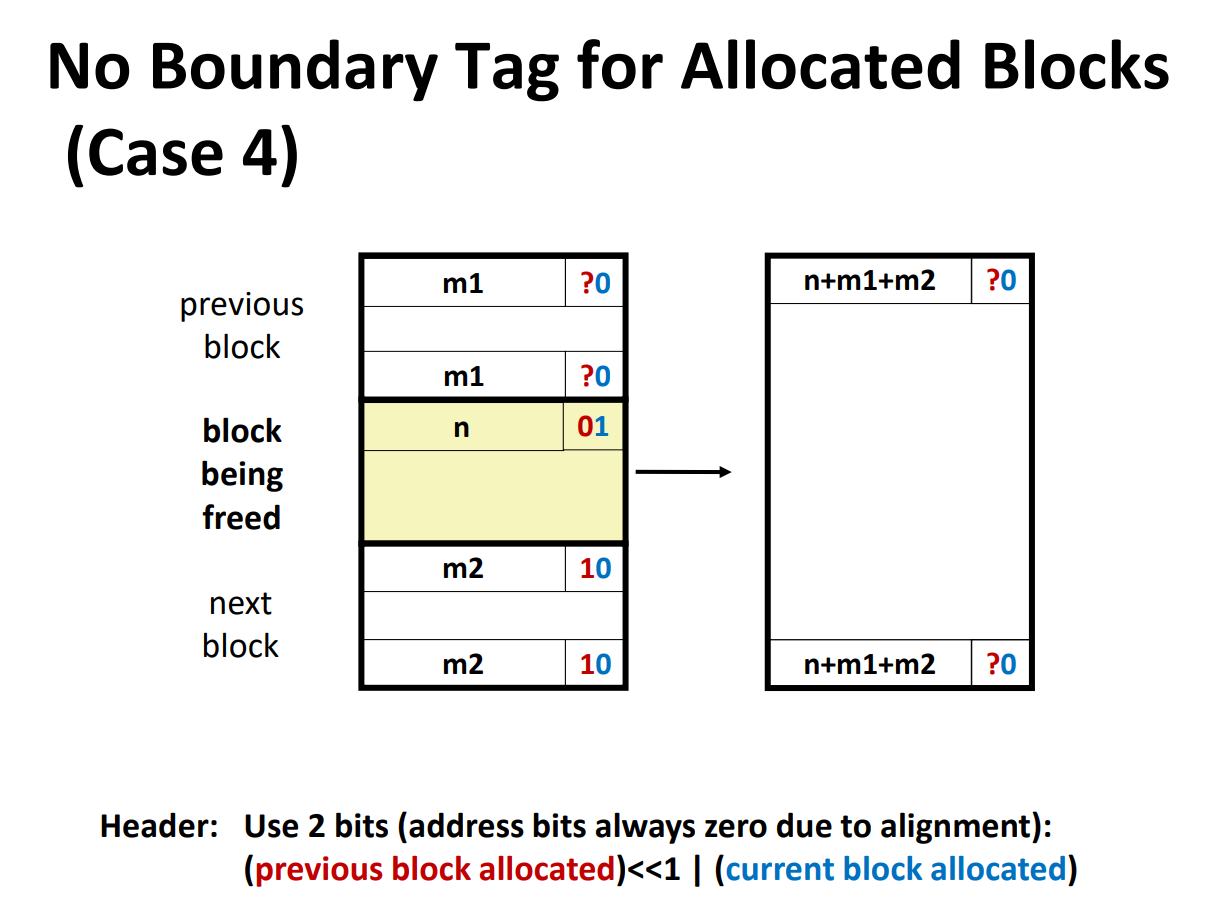 No Boundary Tag for Allocated Blocks
(Case 4)
previous
block
m1 ?0
m1 ?0
block
being
freed
n 01
next
block
m2 10
m2 10
n+m1+m2 ?0
n+m1+m2 ?0
Header: Use 2 bits (address bits always zero due to alignment):
(previous block allocated)<<1 | (current block allocated)